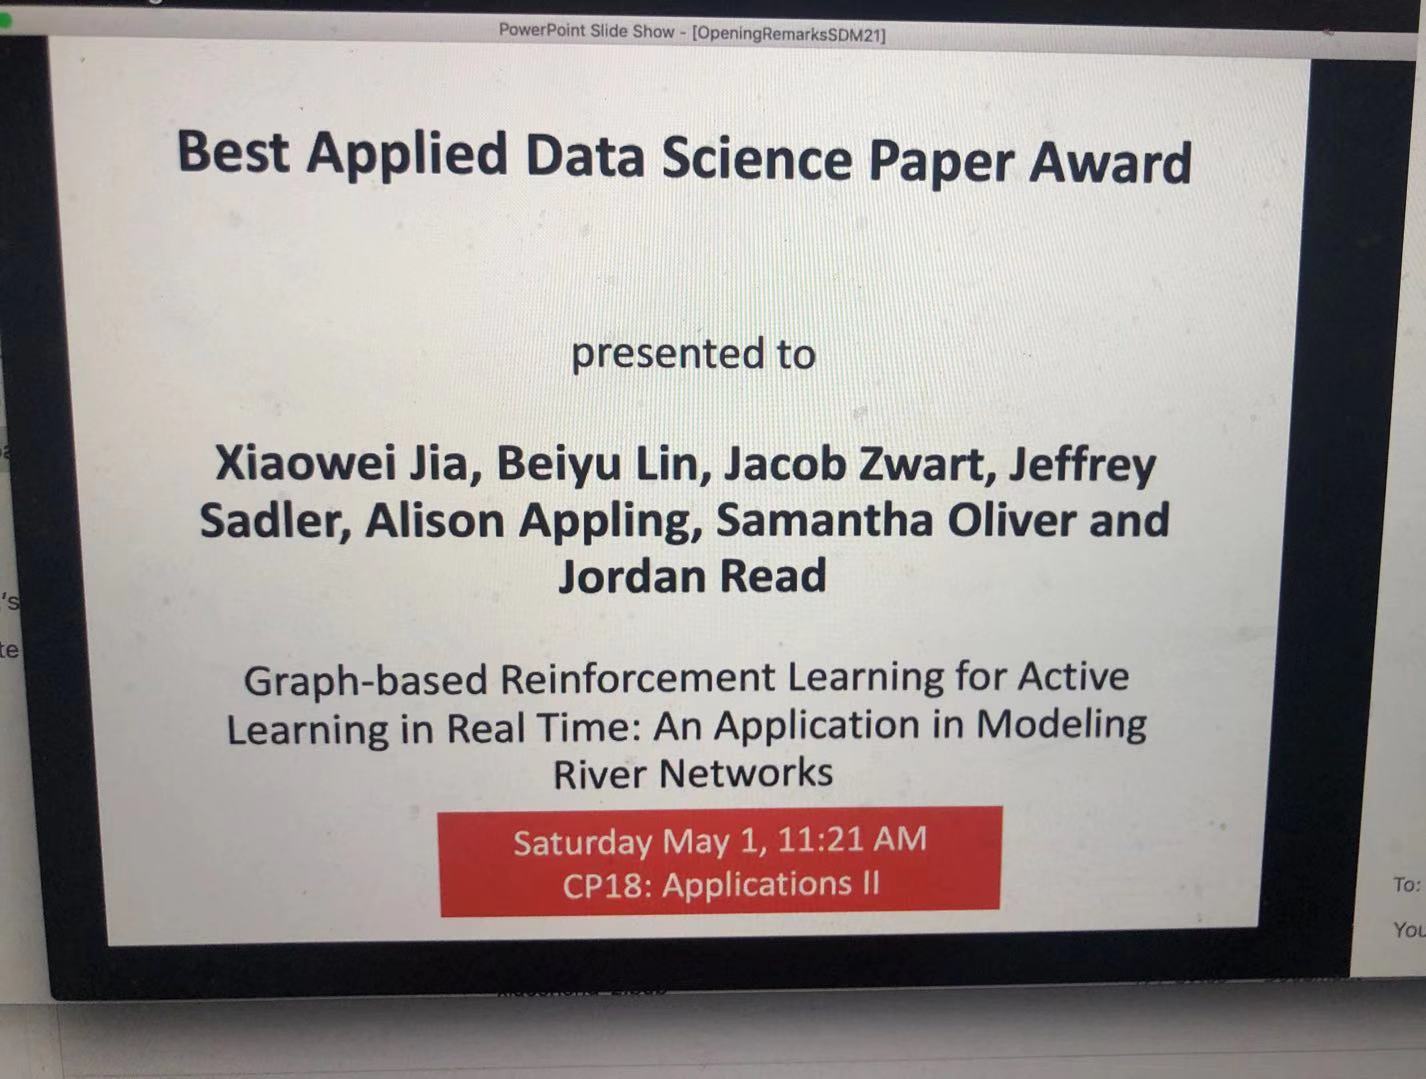 PowerPoint Slide Show - [OpeningRemarksSDM21]
Best Applied Data Science Paper Award
presented to
Xiaowei Jia, Beiyu Lin, Jacob Zwart, Jeffrey
Sadler, Alison Appling, Samantha Oliver and
Jordan Read
Graph-based Reinforcement Learning for Active
Learning in Real Time: An Application in Modeling
River Networks
Saturday May 1, 11:21 AM
CP18: Applications II
's
te
To:
You